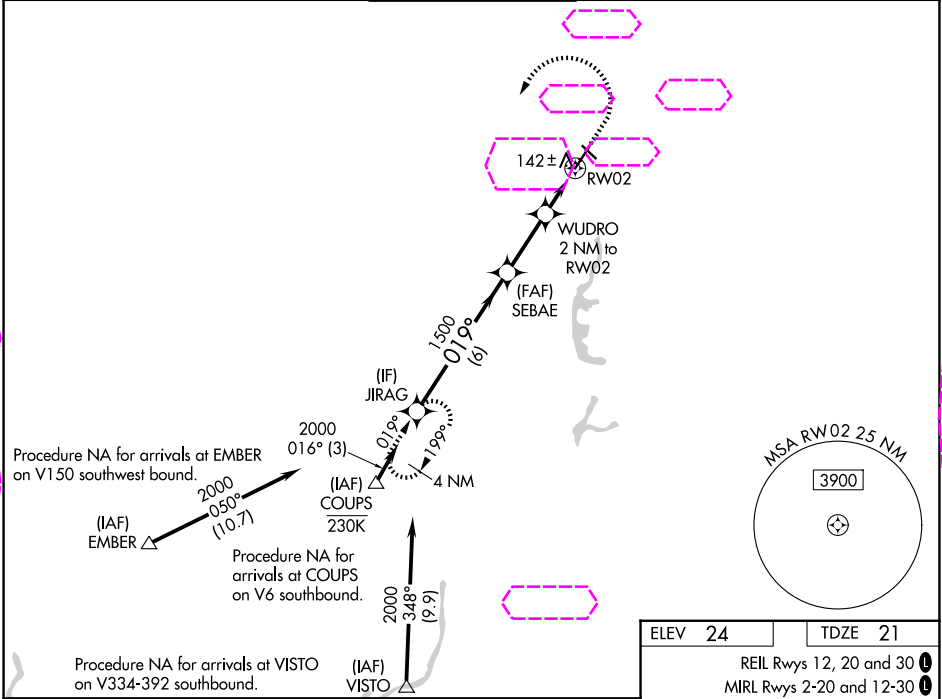 142±
RW02
WUDRO
2 NM to
RW02
(FAF)
SEBAE
1500
019°
(6)
(IF)
JIRAG
2000
016° (3)
019°
199°
4 NM
(IAF)
COUPS
230K
Procedure NA for arrivals at EMBER
on V150 southwest bound.
2000
050°
(10.7)
(IAF)
EMBER
Procedure NA for
arrivals at COUPS
on V6 southbound.
2000
348°
(9.9)
Procedure NA for arrivals at VISTO
on V334-392 southbound.
(IAF)
VISTO
MSA RW02 25 NM
3900
ELEV 24
TDZE 21
REIL Rwys 12, 20 and 30 L
MIRL Rwys 2-20 and 12-30 L